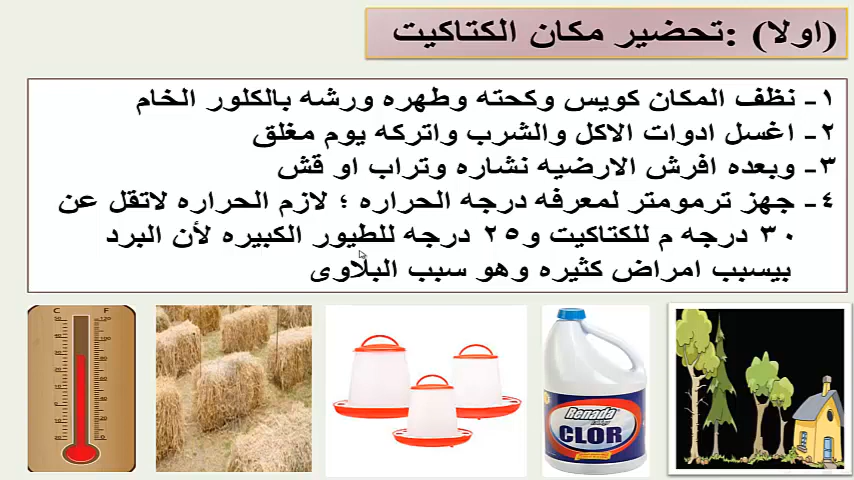 (اولا) :تحضير مكان الكتاكيت
١- نظف المكان كويس وكحته وطهره ورشه بالكلور الخام
٢- اغسل ادوات الاكل والشرب واتركه يوم مغلق
٣- وبعده افرش الارضيه نشاره وتراب او قش
٤- جهز ترمومتر لمعرفه درجه الحراره ؛ لازم الحراره لاتقل عن
٣٠ درجه م للكتاكيت و٢٥ درجه للطيور الكبيره لأن البرد
بيسبب امراض كثيره وهو سبب البلاوى
C F
Renada
CLOR